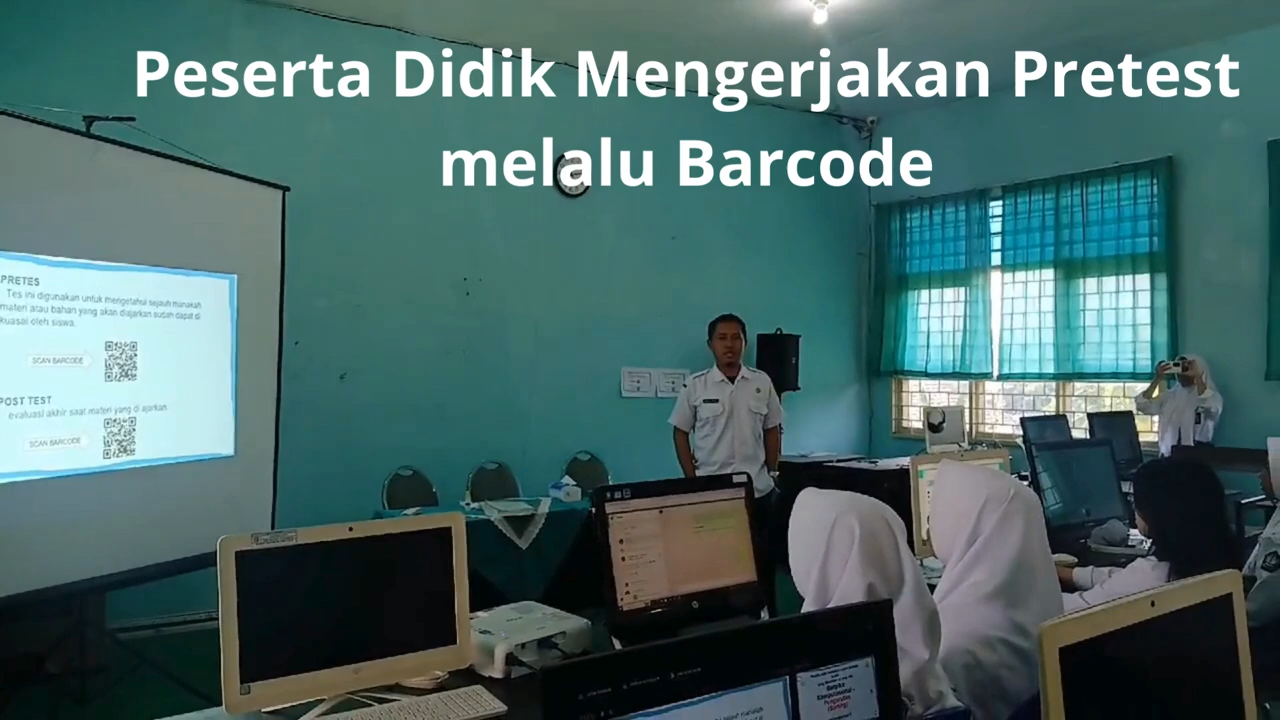 Peserta Didik Mengerjakan Pretest
melalu Barcode
PRETES
Tes ini digunakan untuk mengetahui sejauh manakah
materi atau bahan yang akan diajarkan sudah dapat di
kuasai oleh siswa.
SCAN BARCODE
POST TEST
evaluasi akhir saat materi yang di ajarkan
SCAN BARCODE